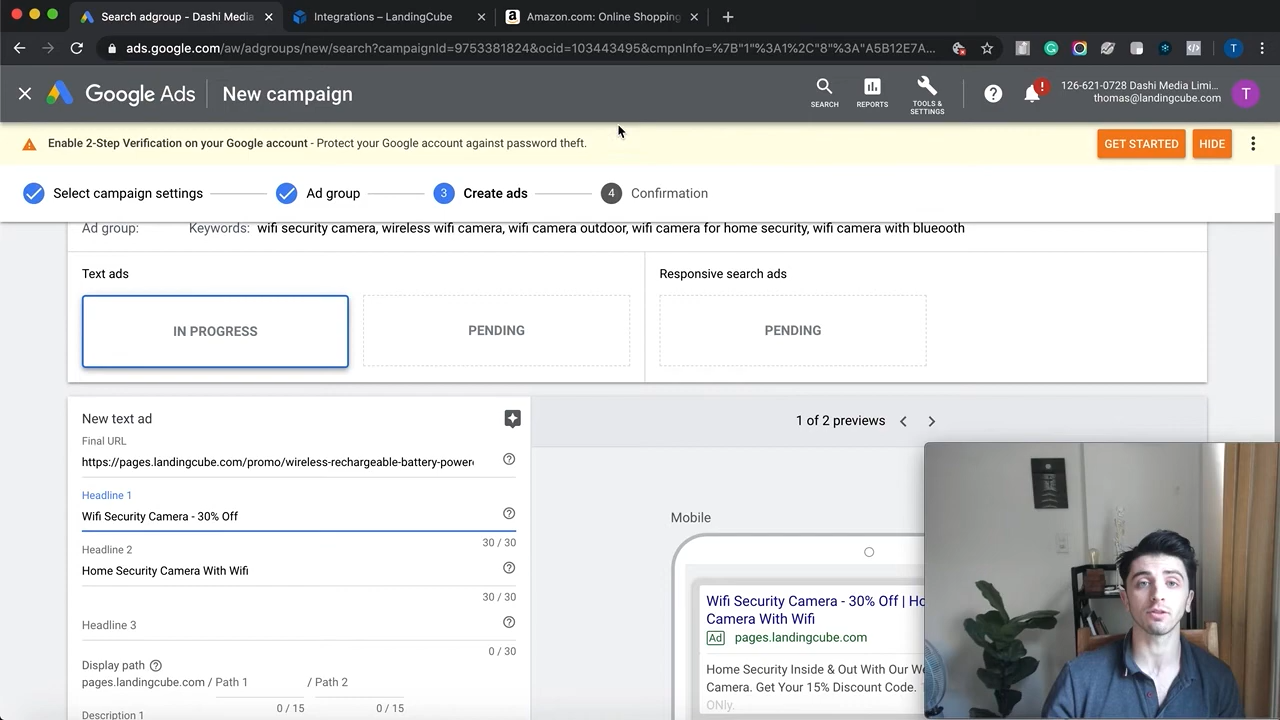 Search adgroup - Dashi Media
Integrations – LandingCube
Amazon.com: Online Shopping
ads.google.com/aw/adgroups/new/search?campaignId=9753381824&ocid=103443495&cmpnInfo=%7B"1"%3A1%2C"8"%3A"A5B12E7A...
T
Google Ads
New campaign
SEARCH
REPORTS
TOOLS & SETTINGS
126-621-0728 Dashi Media Limi...
thomas@landingcube.com
T
Enable 2-Step Verification on your Google account - Protect your Google account against password theft.
GET STARTED
HIDE
Select campaign settings
Ad group
3 Create ads
4 Confirmation
Ad group: Keywords: wifi security camera, wireless wifi camera, wifi camera outdoor, wifi camera for home security, wifi camera with blueooth
Text ads
Responsive search ads
IN PROGRESS
PENDING
PENDING
New text ad
Final URL
https://pages.landingcube.com/promo/wireless-rechargeable-battery-power
Headline 1
Wifi Security Camera - 30% Off
30 / 30
Headline 2
Home Security Camera With Wifi
30 / 30
Headline 3
0 / 30
Display path
pages.landingcube.com / Path 1 / Path 2
0 / 15 0 / 15
Description 1
1 of 2 previews
Mobile
Wifi Security Camera - 30% Off | Ho
Camera With Wifi
Ad pages.landingcube.com
Home Security Inside & Out With Our We
Camera. Get Your 15% Discount Code.
ONly.